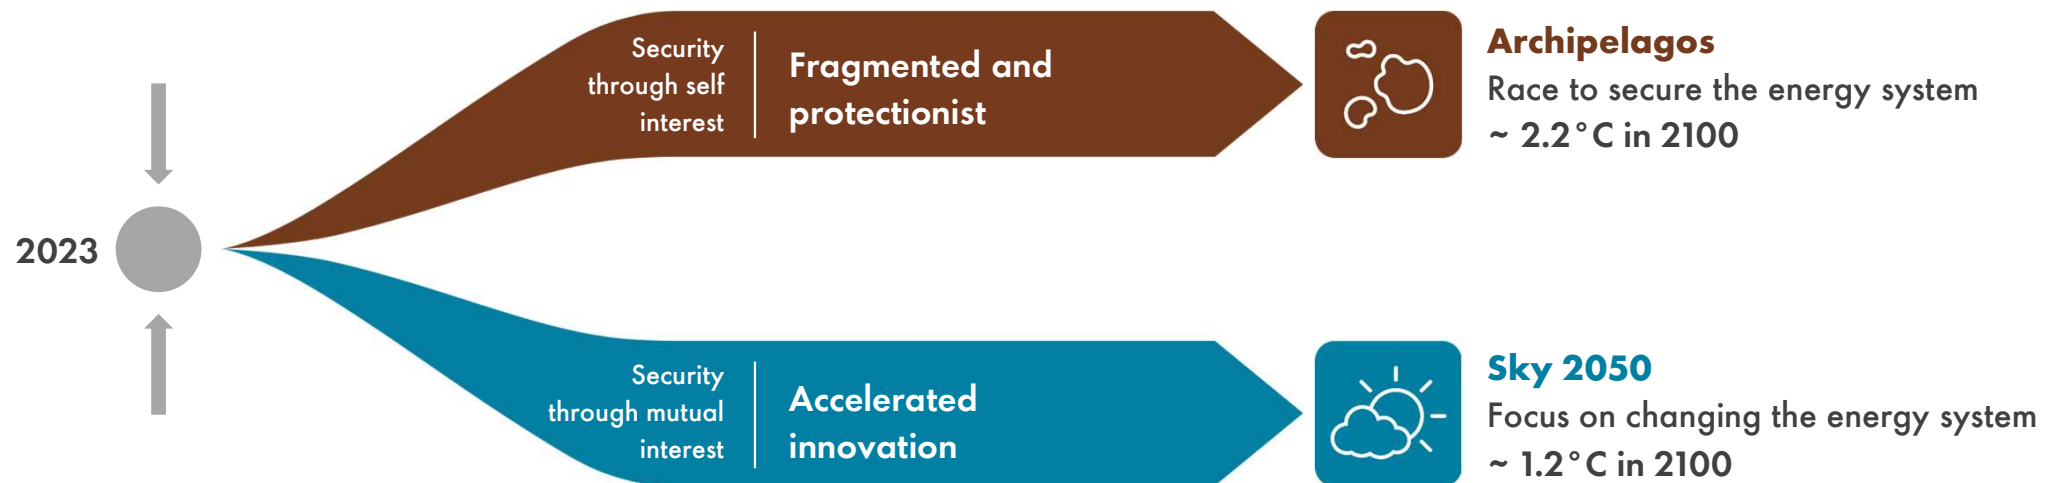 2023
Security
through self
interest
Fragmented and
protectionist
Archipelagos
Race to secure the energy system
~ 2.2°C in 2100
Security
through mutual
interest
Accelerated
innovation
Sky 2050
Focus on changing the energy system
~ 1.2°C in 2100